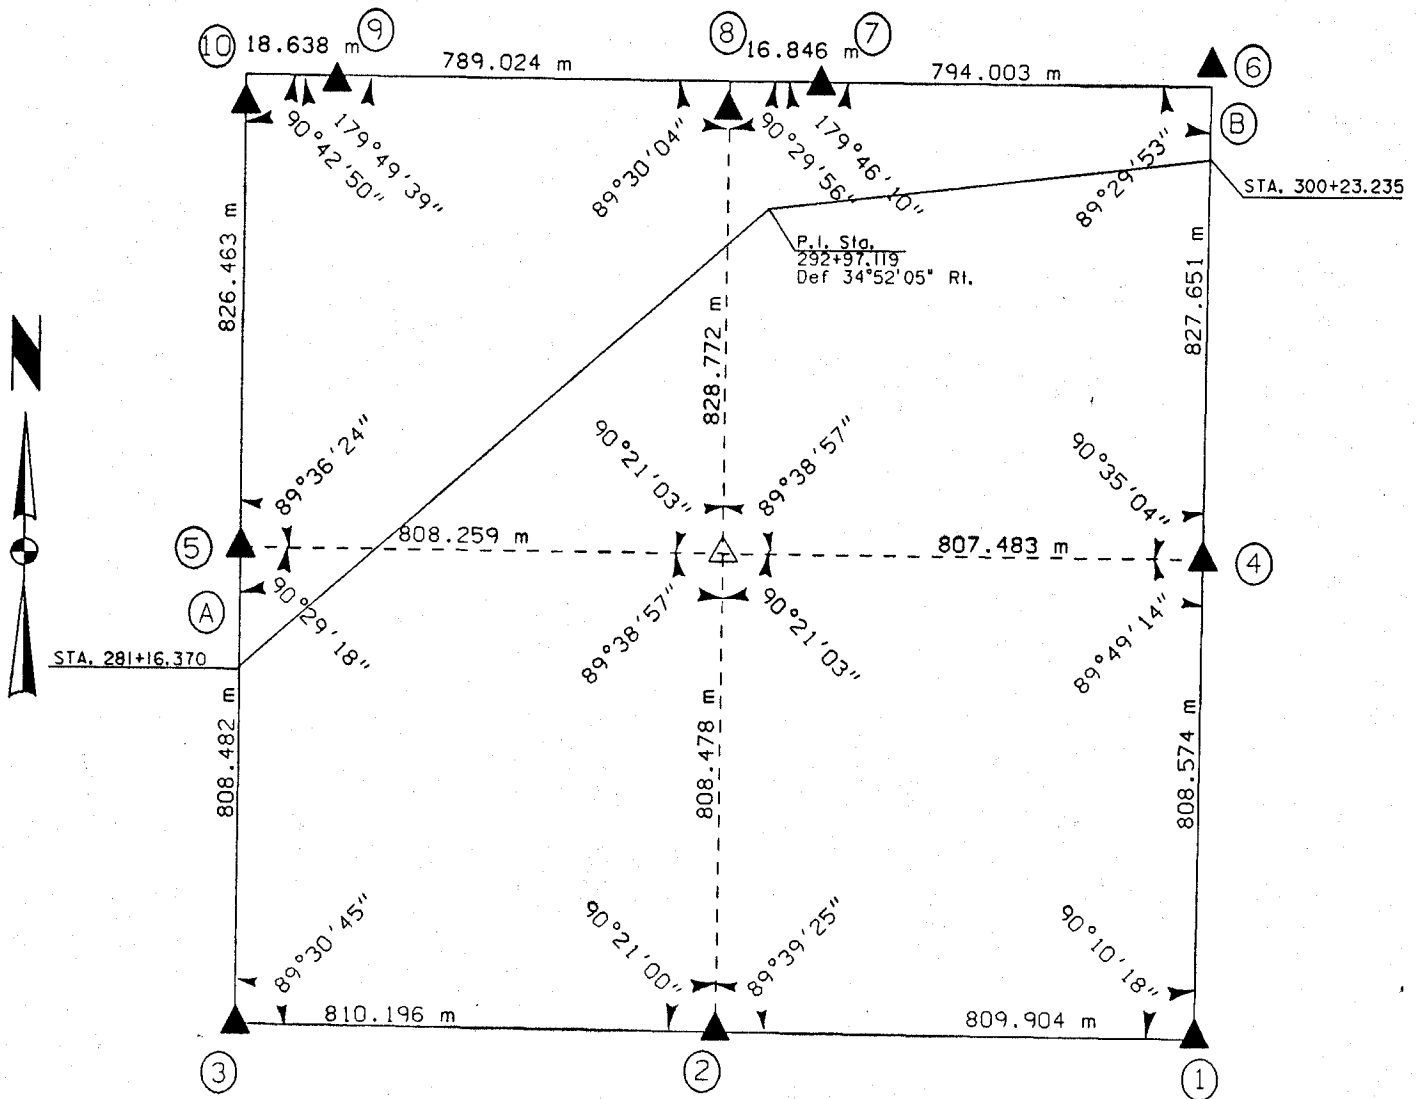 10 18.638 m 9
789.024 m
8 16.846 m 7
794.003 m
6
90°42'50"
179°49'39"
89°30'04"
90°29'56"
179°46'10"
89°29'53"
B
STA. 300+23.235
P.I. Sta.
292+97.119
Def 34°52'05" Rt.
826.463 m
828.772 m
827.651 m
N
89°36'24"
90°21'03"
89°38'57"
90°35'04"
5
808.259 m
807.483 m
4
A
90°29'18"
89°38'57"
90°21'03"
89°49'14"
STA. 281+16.370
808.482 m
808.478 m
808.574 m
89°30'45"
90°21'00"
89°39'25"
90°10'18"
810.196 m
809.904 m
3
2
1